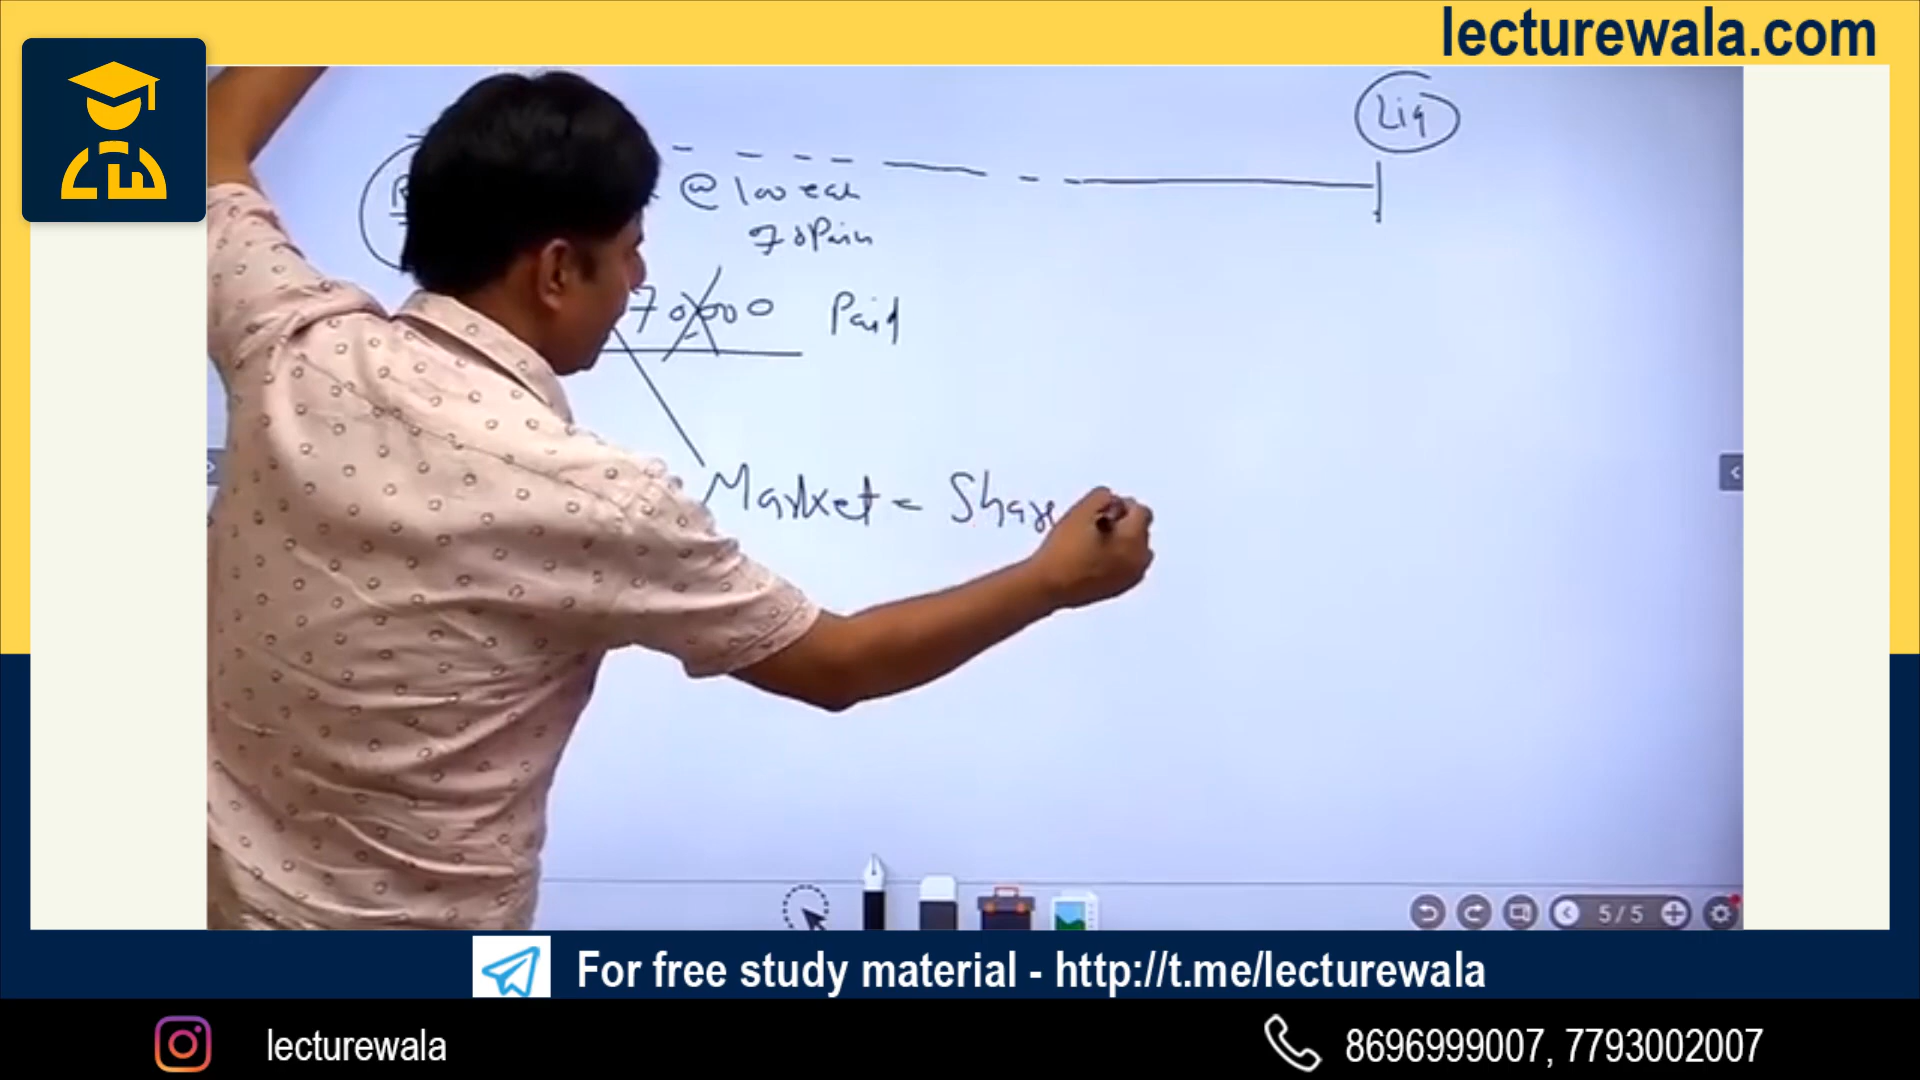 lecturewala.com
Liq
@ 100 each
70 Paid
70,000 Paid
Market = Share
5/5
For free study material - http://t.me/lecturewala
lecturewala
8696999007, 7793002007